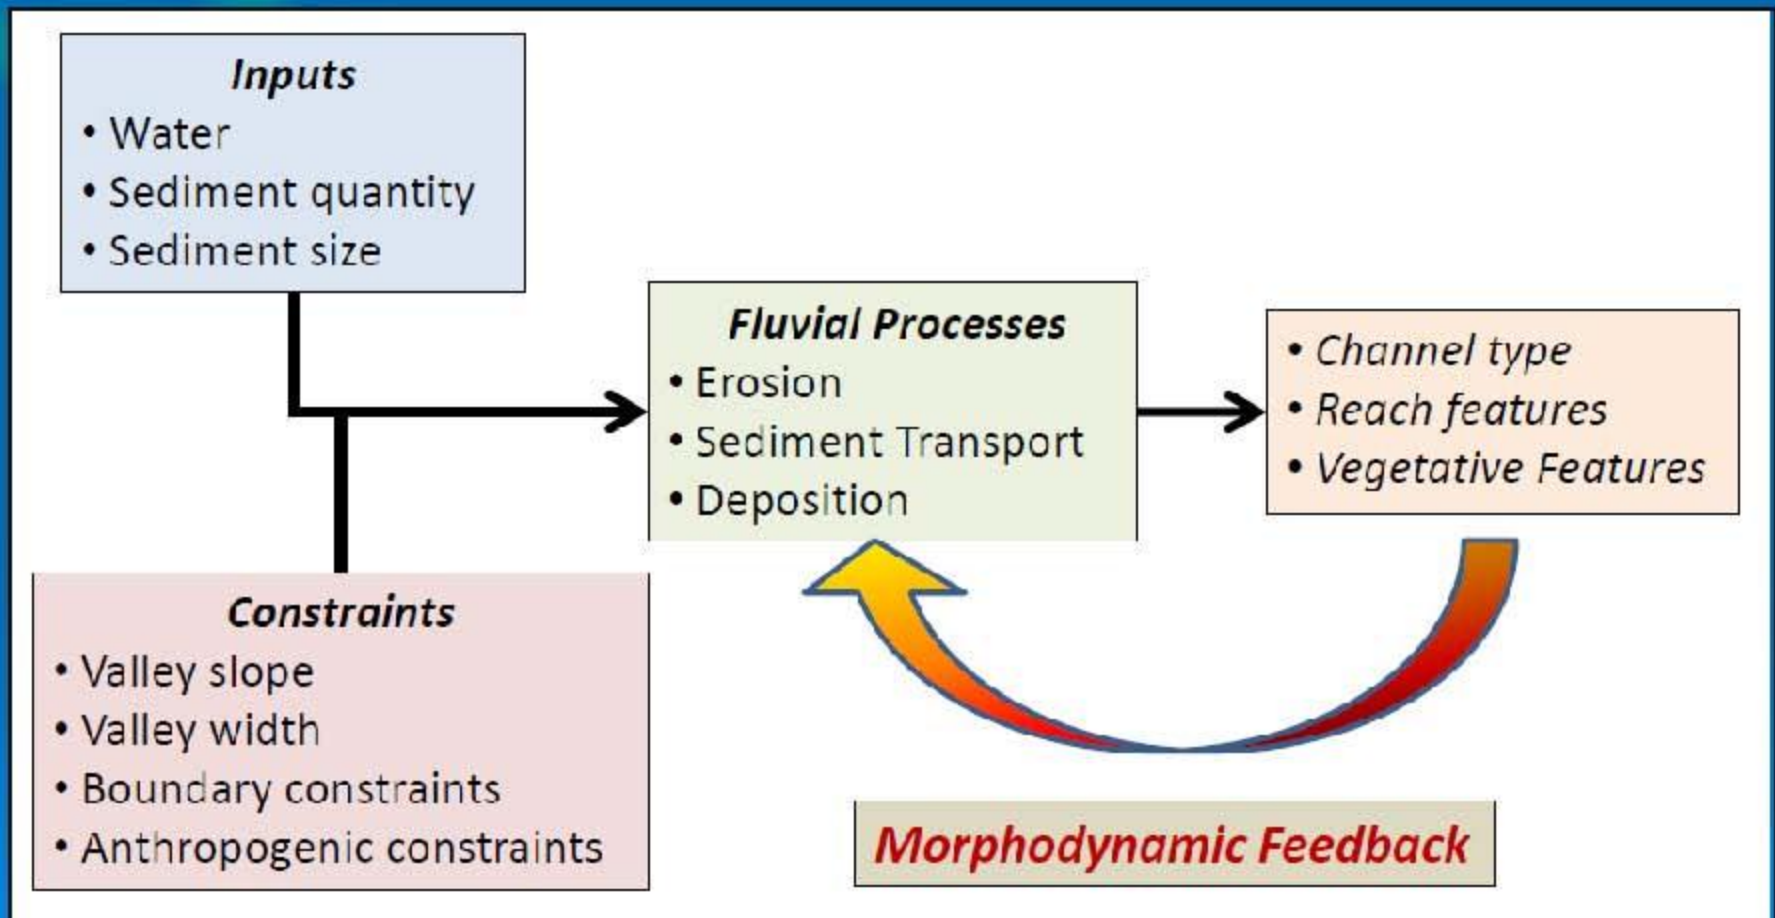 Inputs
• Water
• Sediment quantity
• Sediment size
Fluvial Processes
• Erosion
• Sediment Transport
• Deposition
• Channel type
• Reach features
• Vegetative Features
Constraints
• Valley slope
• Valley width
• Boundary constraints
• Anthropogenic constraints
Morphodynamic Feedback